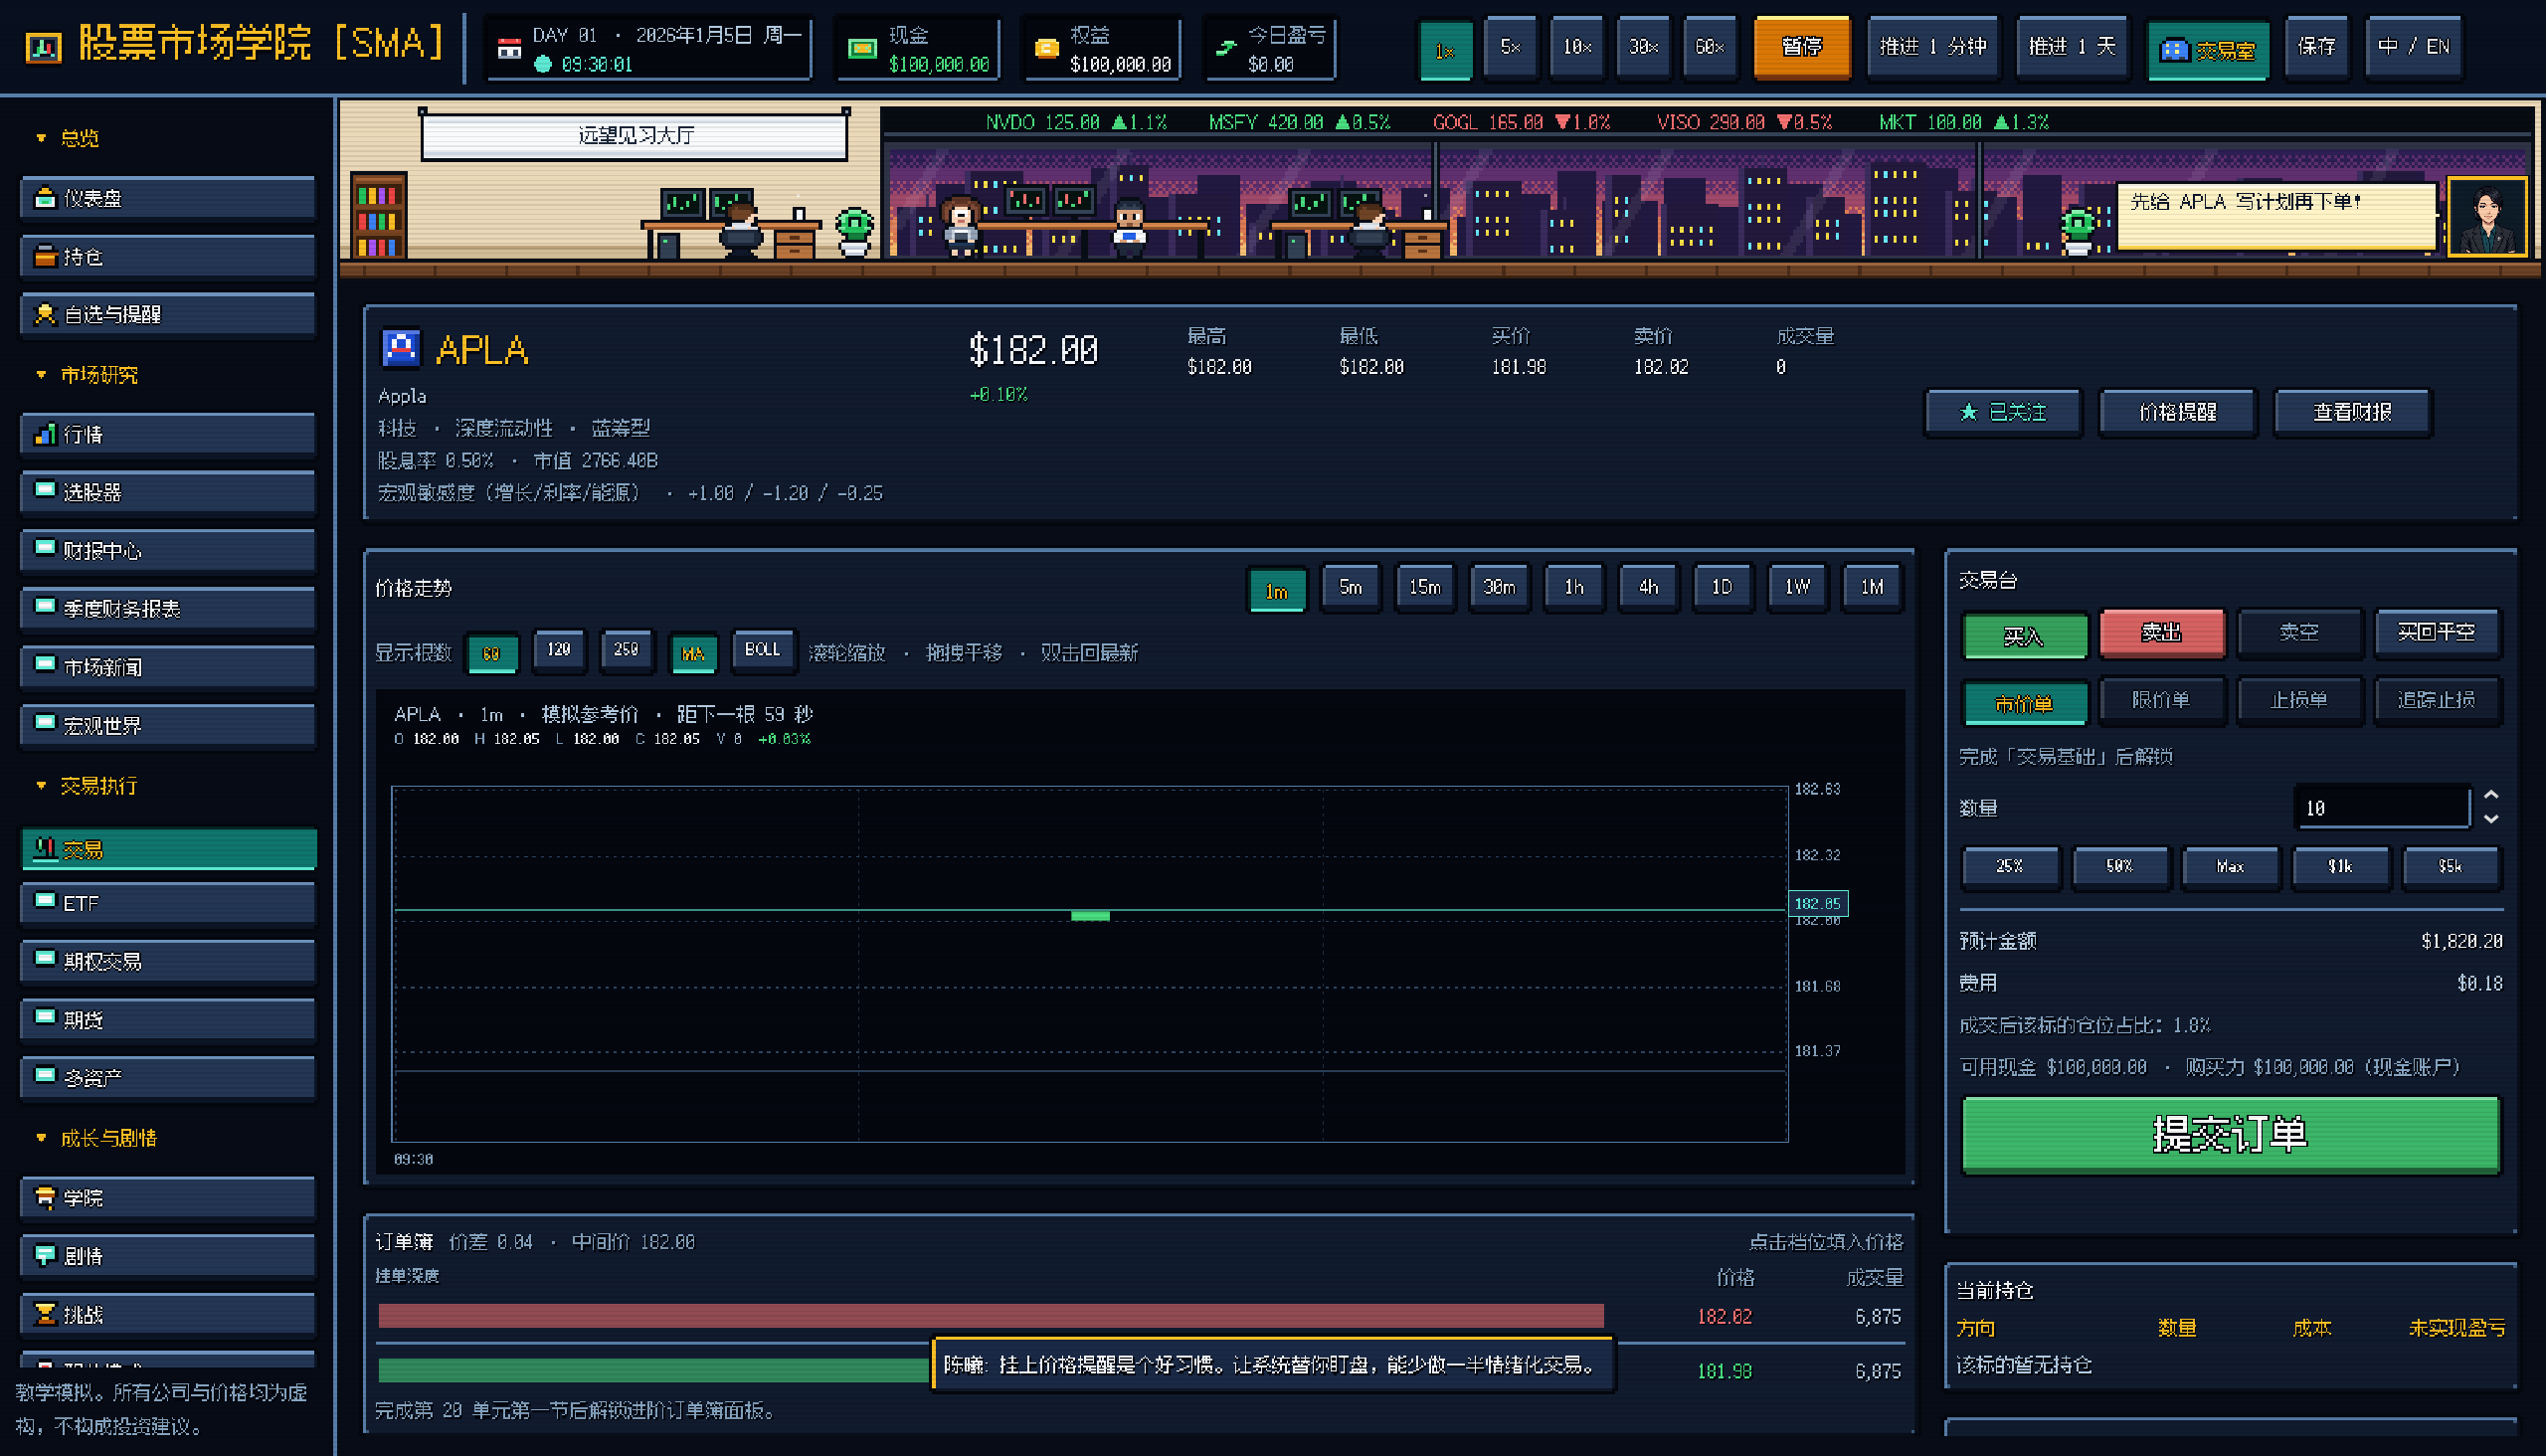 股票市场学院 [SMA]
DAY 01 · 2026年1月5日 周一
09:30:01
现金
$100,000.00
权益
$100,000.00
今日盈亏
$0.00
1×
5×
10×
30×
60×
暂停
推进 1 分钟
推进 1 天
交易室
保存
中 / EN
总览
仪表盘
持仓
自选与提醒
市场研究
行情
选股器
财报中心
季度财务报表
市场新闻
宏观世界
交易执行
交易
ETF
期权交易
期货
多资产
成长与剧情
学院
剧情
挑战
教学模拟。所有公司与价格均为虚
构，不构成投资建议。
远望见习大厅
NVDO 125.00 ▲1.1% MSFY 420.00 ▲0.5% GOGL 165.00 ▼1.0% VISO 290.00 ▼0.5% MKT 100.00 ▲1.3%
先给 APLA 写计划再下单！
APLA
Appla
科技 · 深度流动性 · 蓝筹型
股息率 0.50% · 市值 2766.40B
宏观敏感度（增长/利率/能源） · +1.00 / -1.20 / -0.25
$182.00
+0.10%
最高
$182.00
最低
$182.00
买价
181.98
卖价
182.02
成交量
0
★ 已关注
价格提醒
查看财报
价格走势
1m
5m
15m
30m
1h
4h
1D
1W
1M
显示根数
60
120
250
MA
BOLL
滚轮缩放 · 拖拽平移 · 双击回最新
APLA · 1m · 模拟参考价 · 距下一根 59 秒
O 182.00 H 182.05 L 182.00 C 182.05 V 0 +0.03%
182.63
182.32
182.05
182.00
181.68
181.37
09:30
订单簿 价差 0.04 · 中间价 182.00
点击档位填入价格
挂单深度
价格
成交量
182.02
6,875
181.98
6,875
陈曦: 挂上价格提醒是个好习惯。让系统替你盯盘，能少做一半情绪化交易。
完成第 20 单元第一节后解锁进阶订单簿面板。
交易台
买入
卖出
卖空
买回平空
市价单
限价单
止损单
追踪止损
完成「交易基础」后解锁
数量
10
25%
50%
Max
$1k
$5k
预计金额
$1,820.20
费用
$0.18
成交后该标的仓位占比: 1.8%
可用现金 $100,000.00 · 购买力 $100,000.00 (现金账户)
提交订单
当前持仓
方向
数量
成本
未实现盈亏
该标的暂无持仓